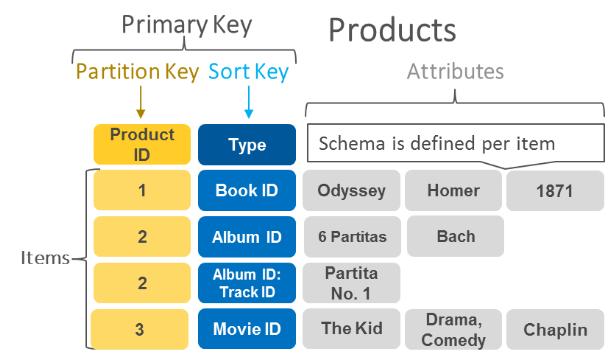 Primary Key
Products
Partition Key Sort Key
Attributes
Product
ID
Type
Schema is defined per item
1
Book ID
Odyssey
Homer
1871
2
Album ID
6 Partitas
Bach
Items
2
Album ID:
Track ID
Partita
No. 1
3
Movie ID
The Kid
Drama,
Comedy
Chaplin